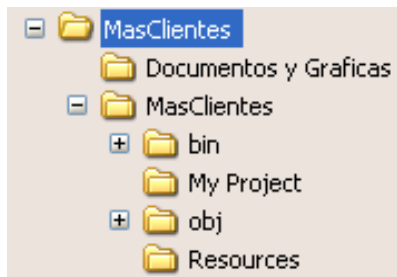 MasClientes
Documentos y Graficas
MasClientes
bin
My Project
obj
Resources